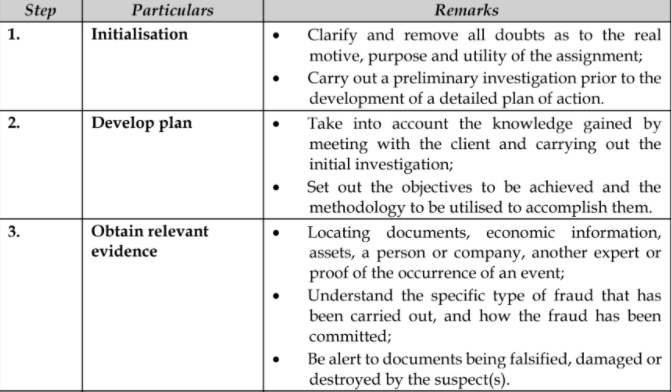 Step Particulars Remarks
1. Initialisation • Clarify and remove all doubts as to the real
motive, purpose and utility of the assignment;
• Carry out a preliminary investigation prior to the
development of a detailed plan of action.
2. Develop plan • Take into account the knowledge gained by
meeting with the client and carrying out the
initial investigation;
• Set out the objectives to be achieved and the
methodology to be utilised to accomplish them.
3. Obtain relevant • Locating documents, economic information,
evidence assets, a person or company, another expert or
proof of the occurrence of an event;
• Understand the specific type of fraud that has
been carried out, and how the fraud has been
committed;
• Be alert to documents being falsified, damaged or
destroyed by the suspect(s).